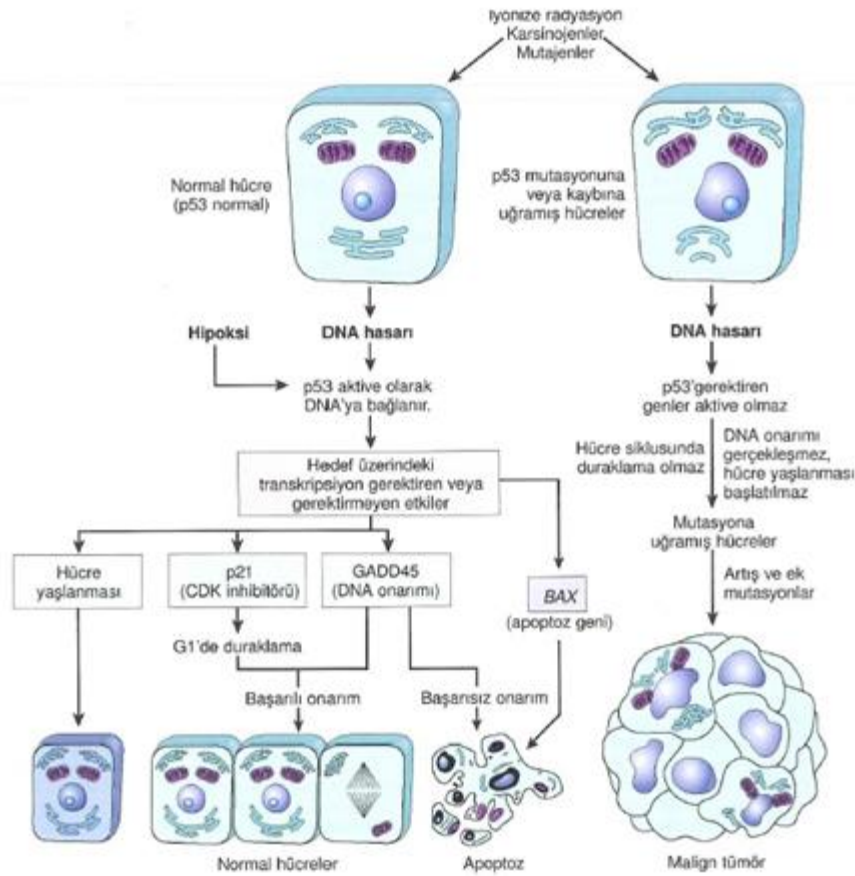 İyonize radyasyon
Karsinojenler
Mutajenler
Normal hücre
(p53 normal)
p53 mutasyonuna
veya kaybına
uğramış hücreler
Hipoksi
DNA hasarı
DNA hasarı
p53 aktive olarak
DNA'ya bağlanır.
p53'gerektiren
genler aktive olmaz
Hedef üzerindeki
transkripsiyon gerektiren veya
gerektirmeyen etkiler
Hücre siklusunda
duraklama olmaz
DNA onarımı
gerçekleşmez,
hücre yaşlanması
başlatılmaz
Mutasyona
uğramış hücreler
Hücre
yaşlanması
p21
(CDK inhibitörü)
GADD45
(DNA onarımı)
BAX
(apoptoz geni)
Artış ve ek
mutasyonlar
G1'de duraklama
Başarılı onarım
Başarısız onarım
Normal hücreler
Apoptoz
Malign tümör